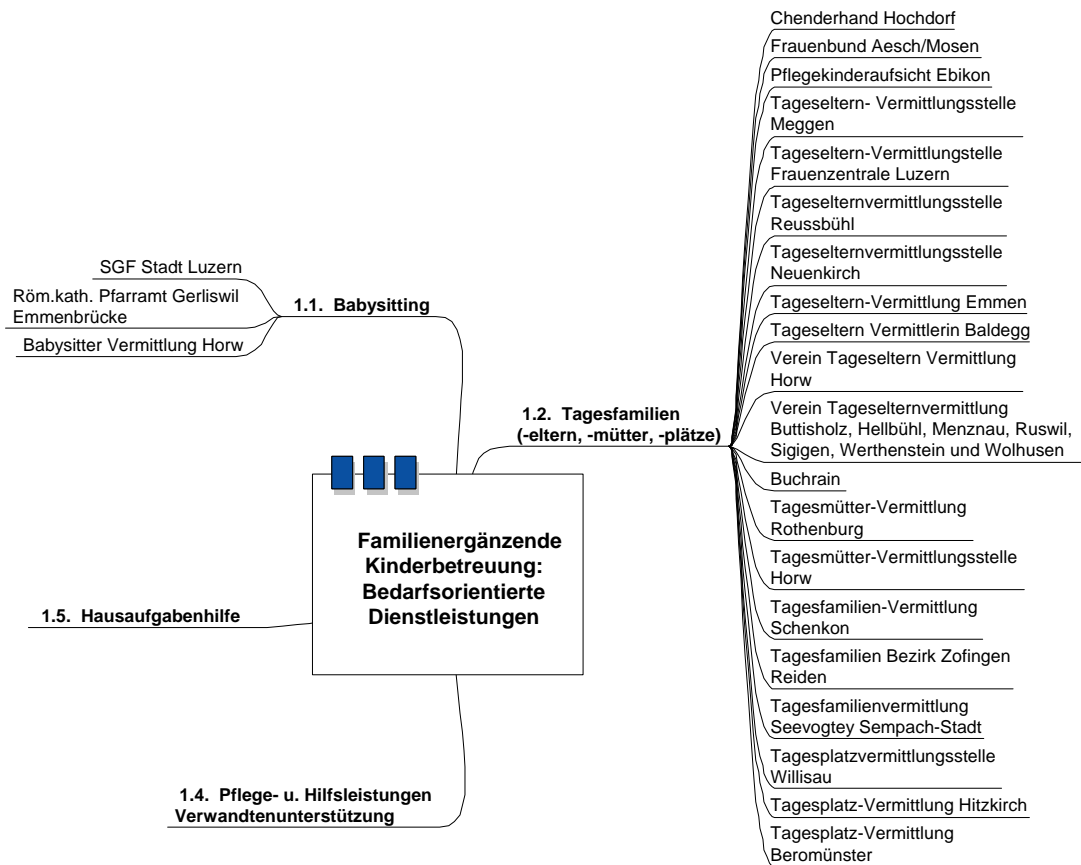 Chenderhand Hochdorf
Frauenbund Aesch/Mosen
Pflegekinderaufsicht Ebikon
Tageseltern- Vermittlungsstelle
Meggen
Tageseltern-Vermittlungstelle
Frauenzentrale Luzern
Tageselternvermittlungsstelle
Reussbühl
Tageselternvermittlungsstelle
Neuenkirch
Tageseltern-Vermittlung Emmen
Tageseltern Vermittlerin Baldegg
Verein Tageseltern Vermittlung
Horw
Verein Tageselternvermittlung
Buttisholz, Hellbühl, Menznau, Ruswil,
Sigigen, Werthenstein und Wolhusen
Buchrain
Tagesmütter-Vermittlung
Rothenburg
Tagesmütter-Vermittlungsstelle
Horw
Tagesfamilien-Vermittlung
Schenkon
Tagesfamilien Bezirk Zofingen
Reiden
Tagesfamilienvermittlung
Seevogtey Sempach-Stadt
Tagesplatzvermittlungsstelle
Willisau
Tagesplatz-Vermittlung Hitzkirch
Tagesplatz-Vermittlung
Beromünster
1.2. Tagesfamilien
(-eltern, -mütter, -plätze)
SGF Stadt Luzern
Röm.kath. Pfarramt Gerliswil
Emmenbrücke
Babysitter Vermittlung Horw
1.1. Babysitting
Familienergänzende
Kinderbetreuung:
Bedarfsorientierte
Dienstleistungen
1.5. Hausaufgabenhilfe
1.4. Pflege- u. Hilfsleistungen
Verwandtenunterstützung